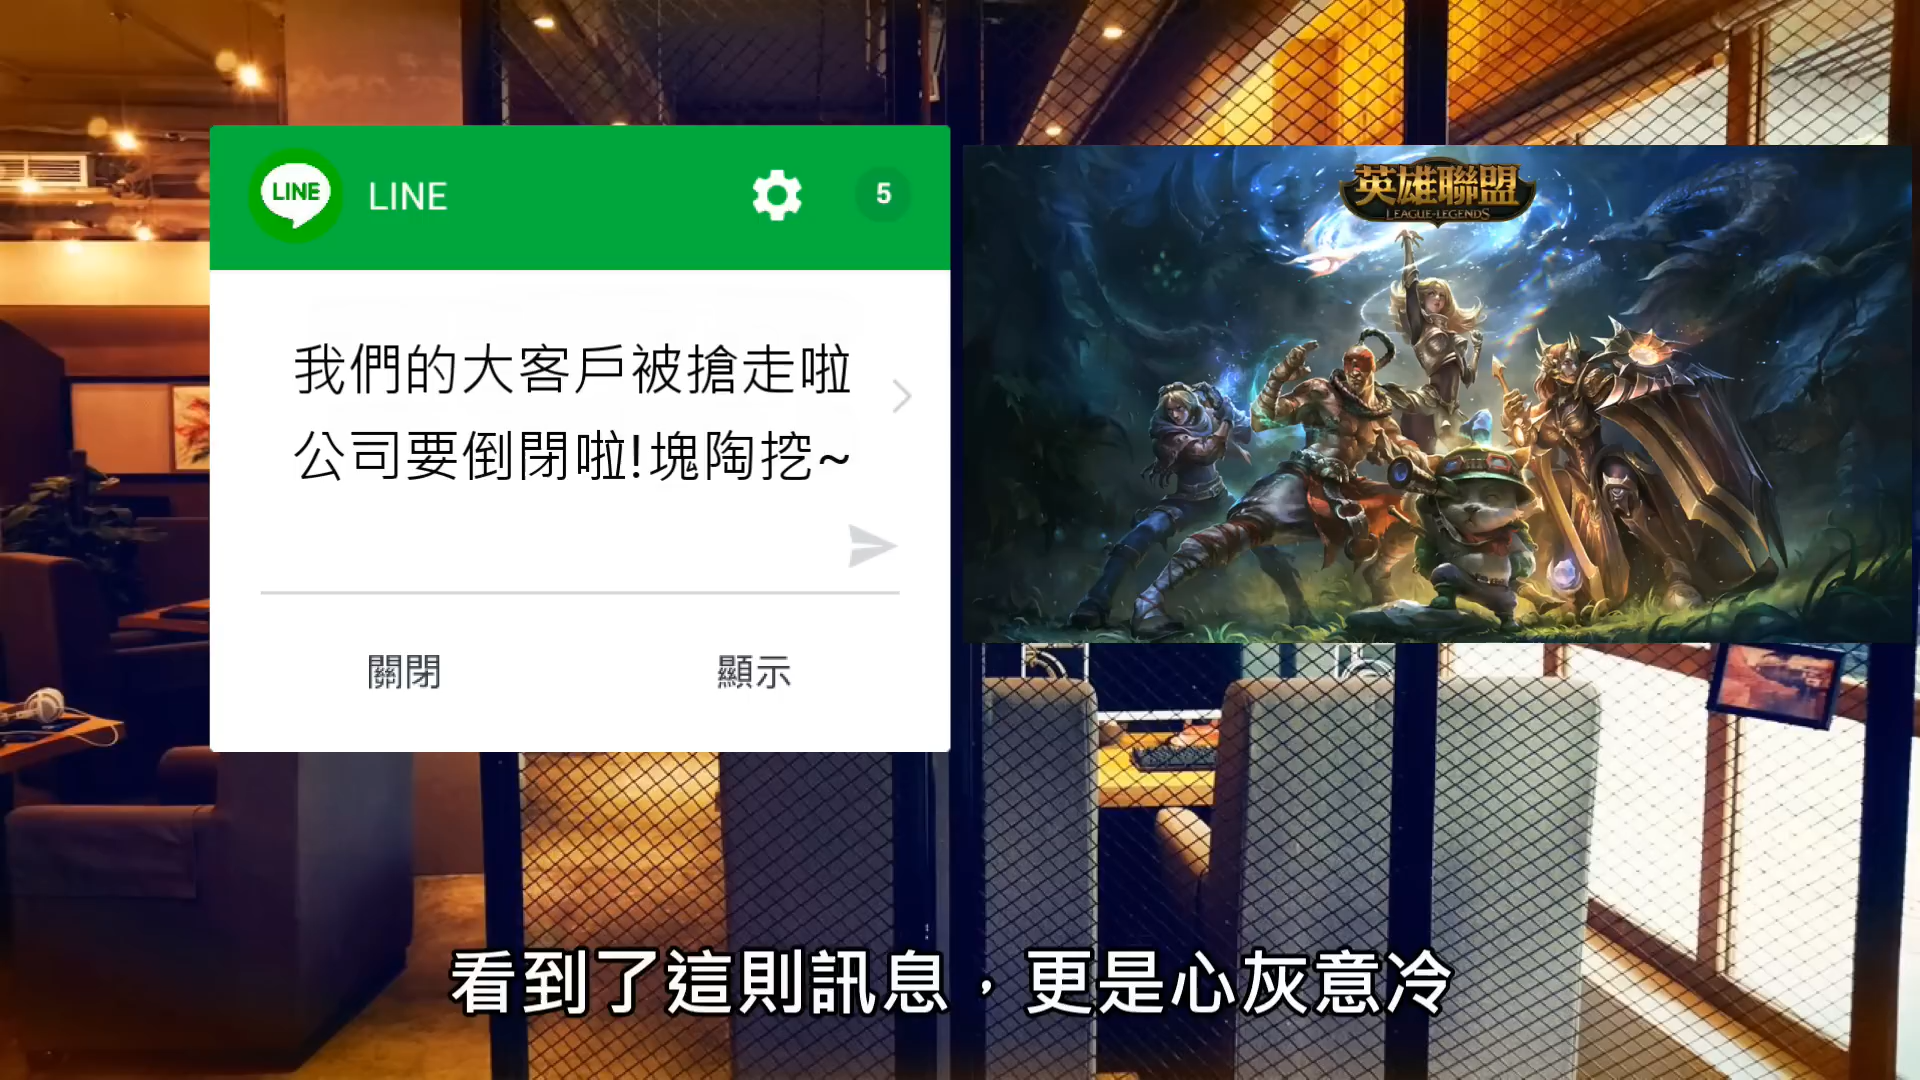 LINE
LINE
5
我們的大客戶被搶走啦
公司要倒閉啦!塊陶挖~
關閉
顯示
英雄聯盟
LEAGUE OF LEGENDS
看到了這則訊息,更是心灰意冷